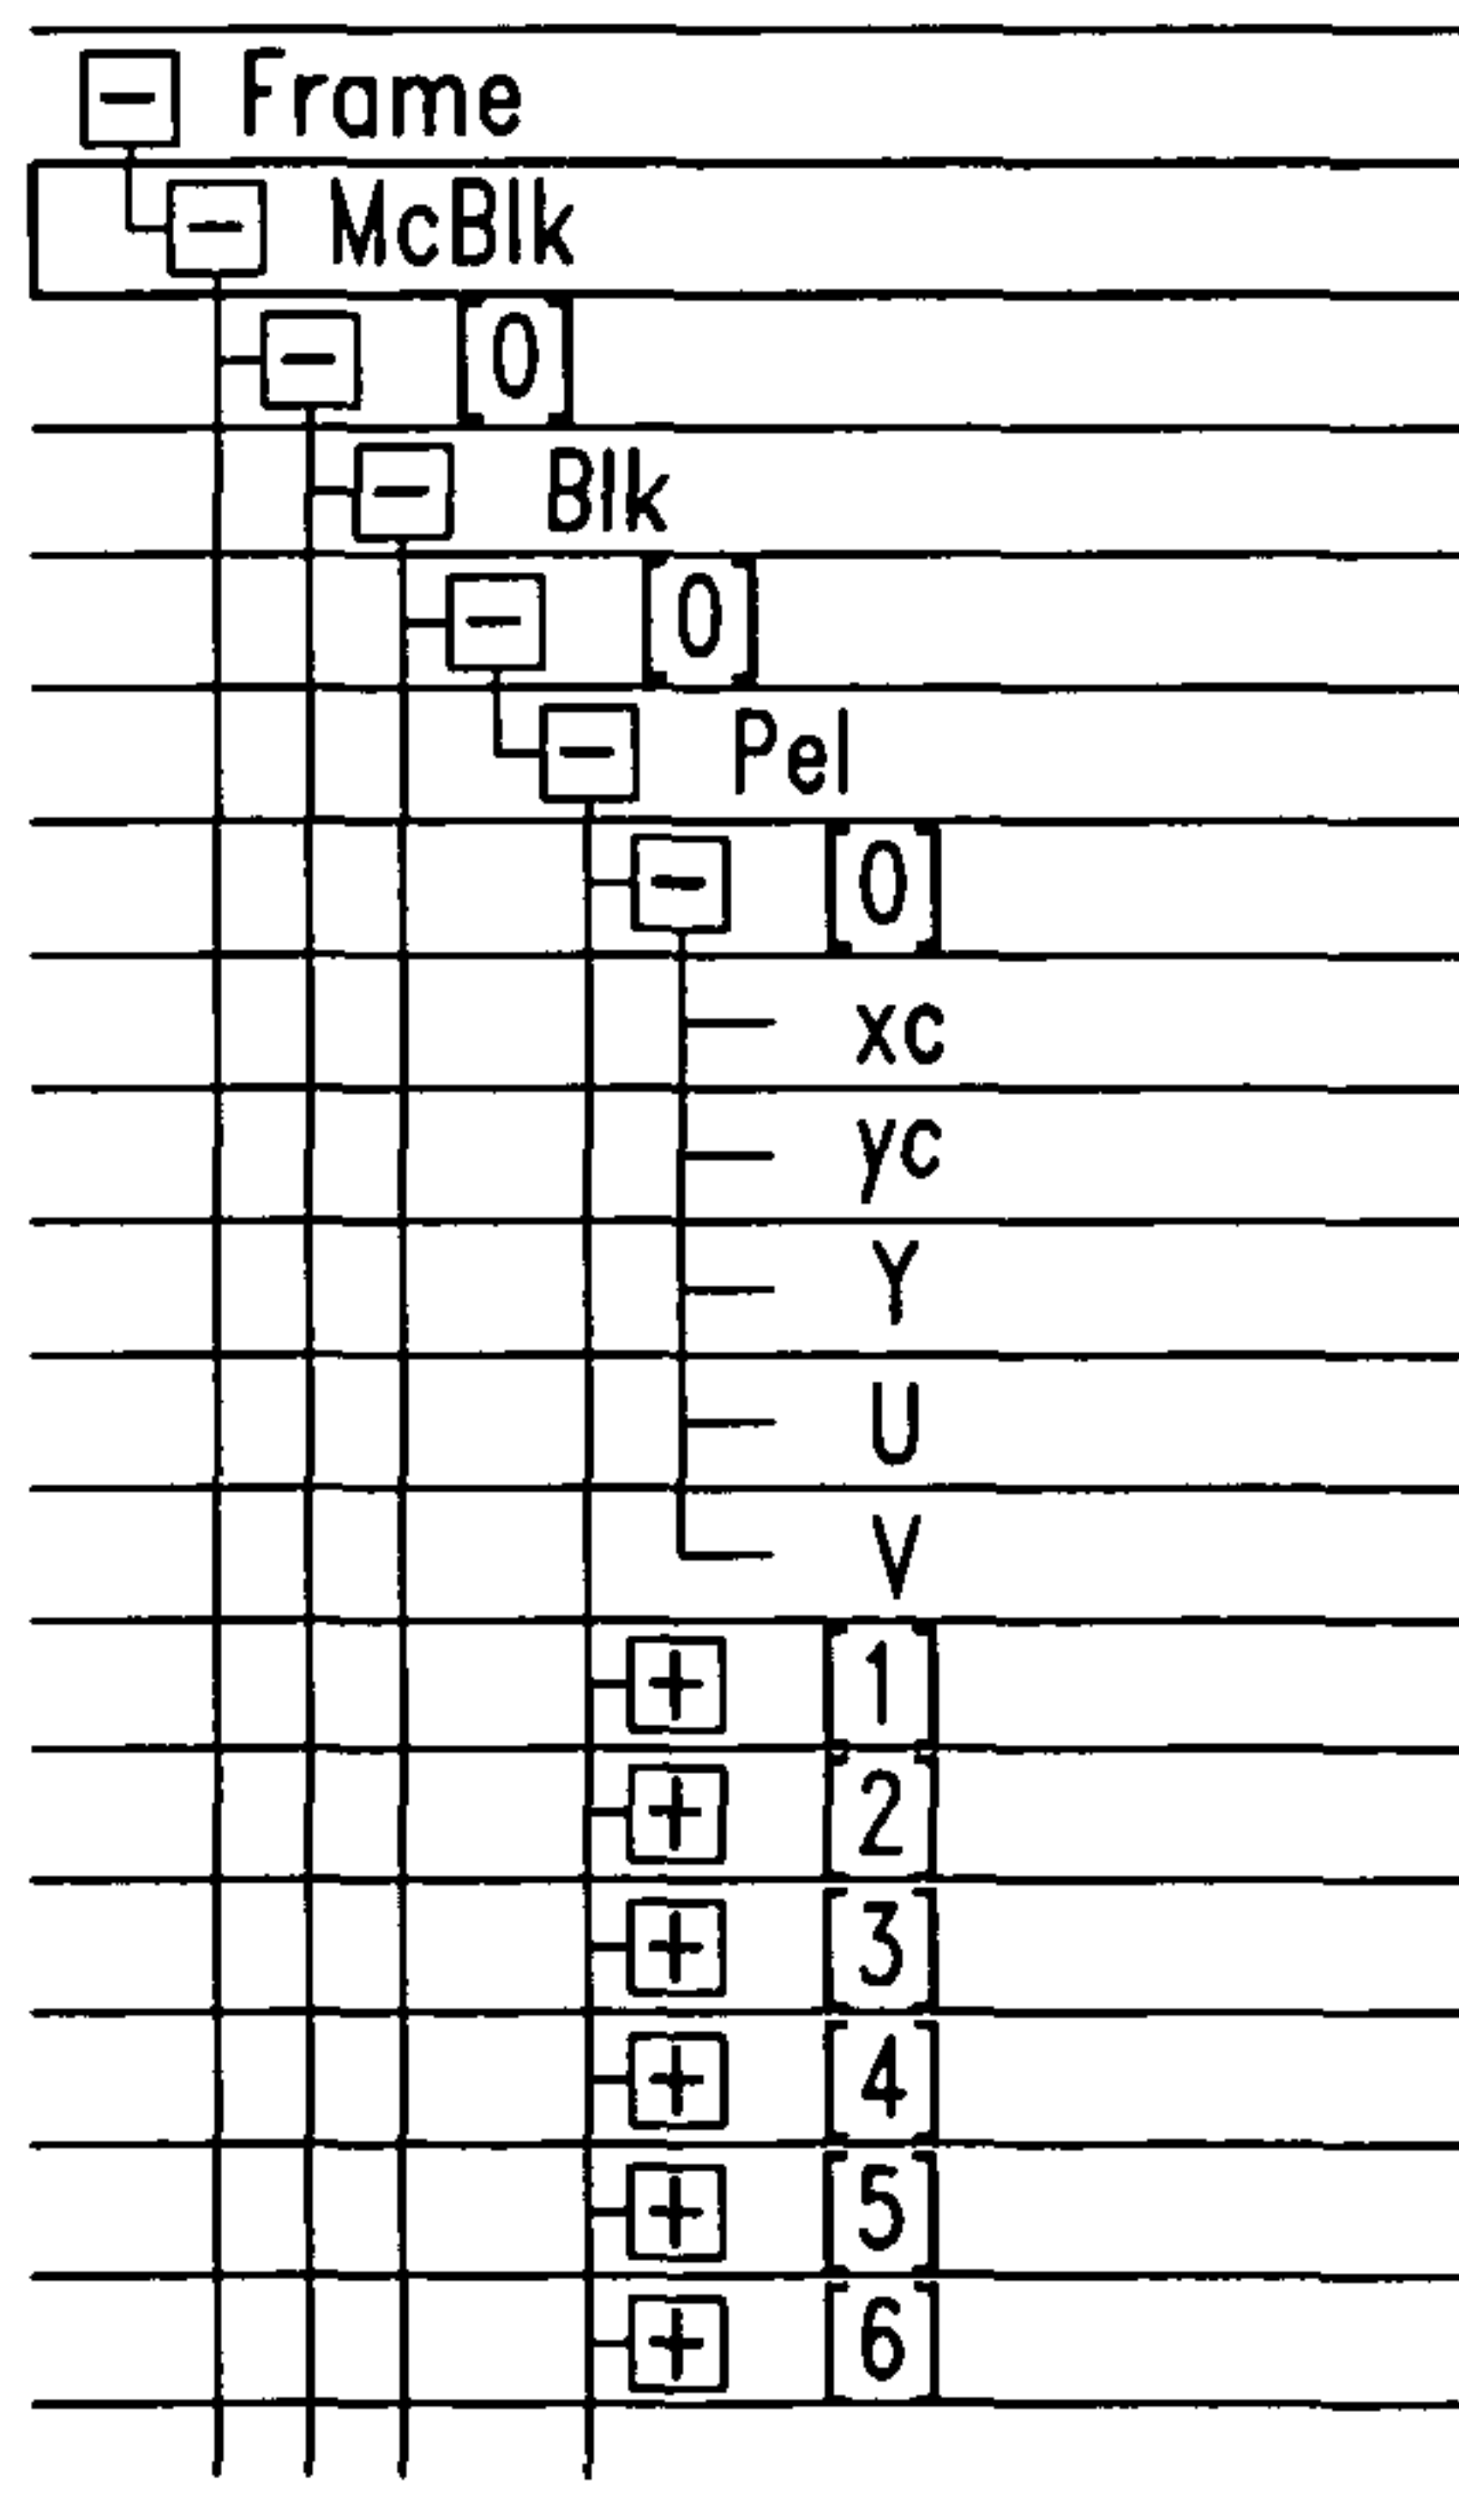 Frame
McBlk
[0]
Blk
[0]
Pel
[0]
xc
yc
Y
U
V
[1]
[2]
[3]
[4]
[5]
[6]